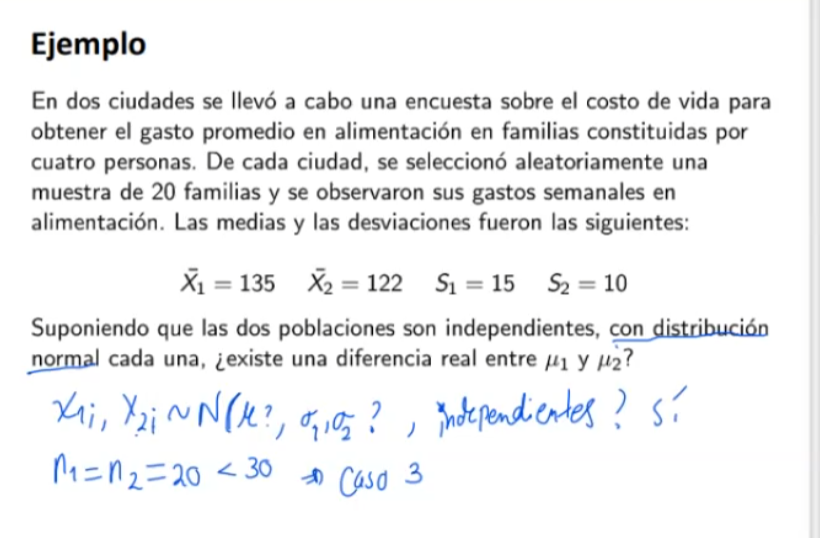 Ejemplo
En dos ciudades se llevó a cabo una encuesta sobre el costo de vida para
obtener el gasto promedio en alimentación en familias constituidas por
cuatro personas. De cada ciudad, se seleccionó aleatoriamente una
muestra de 20 familias y se observaron sus gastos semanales en
alimentación. Las medias y las desviaciones fueron las siguientes:
X̄₁ = 135 X̄₂ = 122 S₁ = 15 S₂ = 10
Suponiendo que las dos poblaciones son independientes, con distribución
normal cada una, ¿existe una diferencia real entre μ₁ y μ₂?
X₁ᵢ, X₂ᵢ ~ N(μ?, σ₁,σ₂ ? , independientes ? sí
n₁ = n₂ = 20 < 30 ⇒ Caso 3